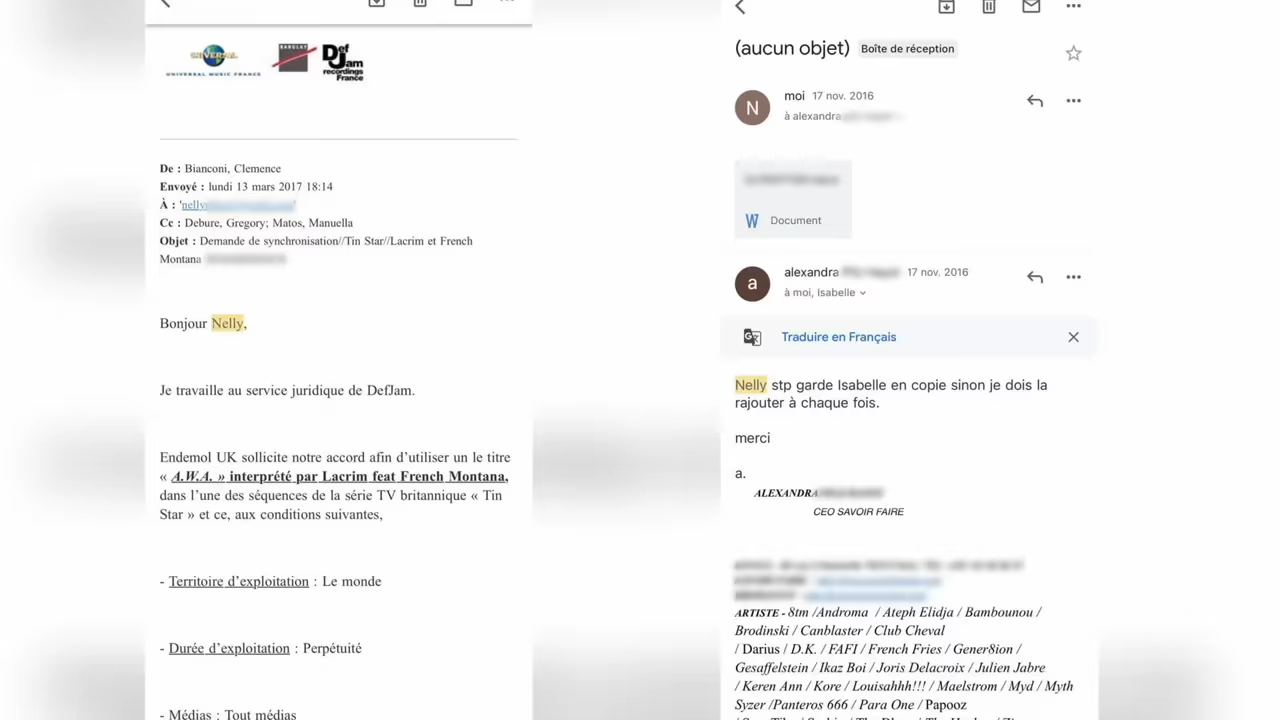 UNIVERSAL
UNIVERSAL MUSIC FRANCE
BARCLAY
Def
Jam
recordings
France
De : Bianconi, Clemence
Envoyé : lundi 13 mars 2017 18:14
À : 'nelly
Cc : Debure, Gregory; Matos, Manuella
Objet : Demande de synchronisation//Tin Star//Lacrim et French
Montana
Bonjour Nelly,
Je travaille au service juridique de DefJam.
Endemol UK sollicite notre accord afin d’utiliser un le titre
« A.W.A. » interprété par Lacrim feat French Montana,
dans l’une des séquences de la série TV britannique « Tin
Star » et ce, aux conditions suivantes,
- Territoire d’exploitation : Le monde
- Durée d’exploitation : Perpétuité
- Médias : Tout médias
(aucun objet) Boîte de réception
N
moi 17 nov. 2016
à alexandra
W Document
a
alexandra 17 nov. 2016
à moi, Isabelle
Traduire en Français
Nelly stp garde Isabelle en copie sinon je dois la
rajouter à chaque fois.
merci
a.
ALEXANDRA
CEO SAVOIR FAIRE
ARTISTE - 8tm /Androma / Ateph Elidja / Bambounou /
Brodinski / Canblaster / Club Cheval
/ Darius / D.K. / FAFI / French Fries / Gener8ion /
Gesaffelstein / Ikaz Boi / Joris Delacroix / Julien Jabre
/ Keren Ann / Kore / Louisahhh!!! / Maelstrom / Myd / Myth
Syzer /Panteros 666 / Para One / Papooz